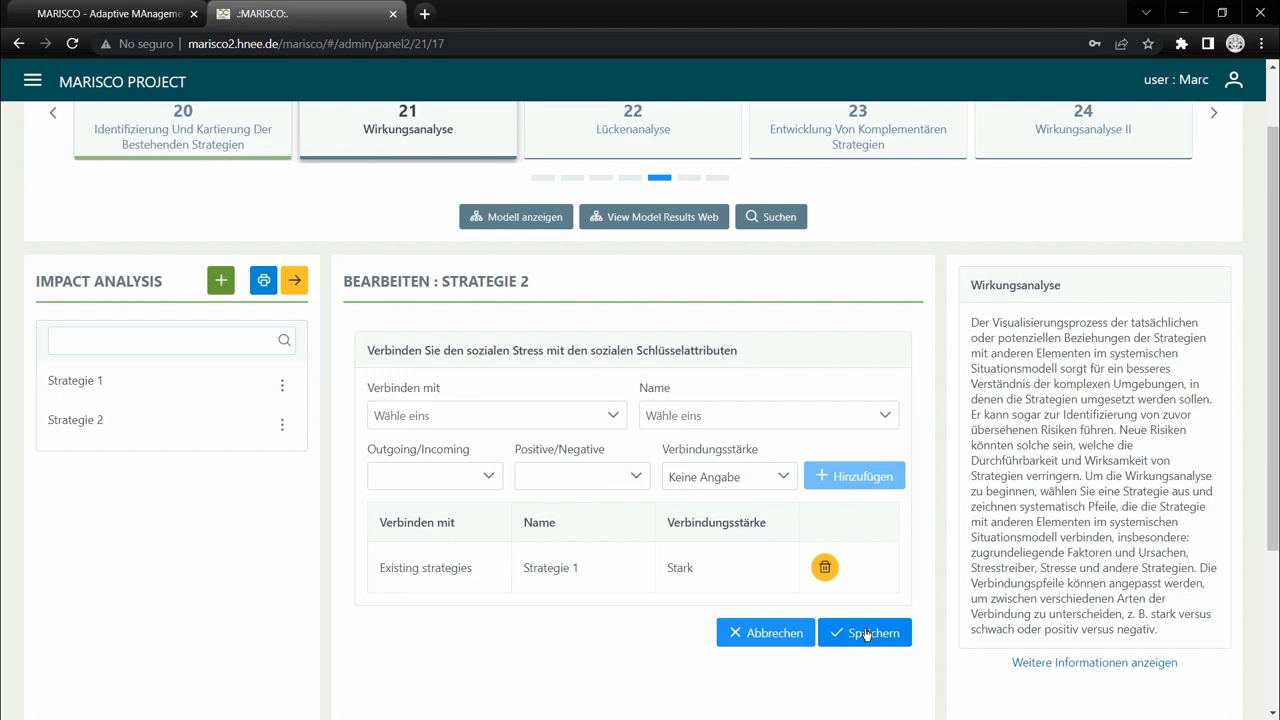 MARISCO - Adaptive MAnageme
.:MARISCO:.
No seguro
marisco2.hnee.de/marisco/#/admin/panel2/21/17
MARISCO PROJECT
user : Marc
20
Identifizierung Und Kartierung Der
Bestehenden Strategien
21
Wirkungsanalyse
22
Lückenanalyse
23
Entwicklung Von Komplementären
Strategien
24
Wirkungsanalyse II
Modell anzeigen
View Model Results Web
Suchen
IMPACT ANALYSIS
Strategie 1
Strategie 2
BEARBEITEN : STRATEGIE 2
Verbinden Sie den sozialen Stress mit den sozialen Schlüsselattributen
Verbinden mit
Name
Wähle eins
Wähle eins
Outgoing/Incoming
Positive/Negative
Verbindungsstärke
Keine Angabe
Hinzufügen
Verbinden mit
Name
Verbindungsstärke
Existing strategies
Strategie 1
Stark
Abbrechen
Speichern
Wirkungsanalyse
Der Visualisierungsprozess der tatsächlichen
oder potenziellen Beziehungen der Strategien
mit anderen Elementen im systemischen
Situationsmodell sorgt für ein besseres
Verständnis der komplexen Umgebungen, in
denen die Strategien umgesetzt werden sollen.
Er kann sogar zur Identifizierung von zuvor
übersehenen Risiken führen. Neue Risiken
könnten solche sein, welche die
Durchführbarkeit und Wirksamkeit von
Strategien verringern. Um die Wirkungsanalyse
zu beginnen, wählen Sie eine Strategie aus und
zeichnen systematisch Pfeile, die die Strategie
mit anderen Elementen im systemischen
Situationsmodell verbinden, insbesondere:
zugrundeliegende Faktoren und Ursachen,
Stresstreiber, Stresse und andere Strategien. Die
Verbindungspfeile können angepasst werden,
um zwischen verschiedenen Arten der
Verbindung zu unterscheiden, z. B. stark versus
schwach oder positiv versus negativ.
Weitere Informationen anzeigen